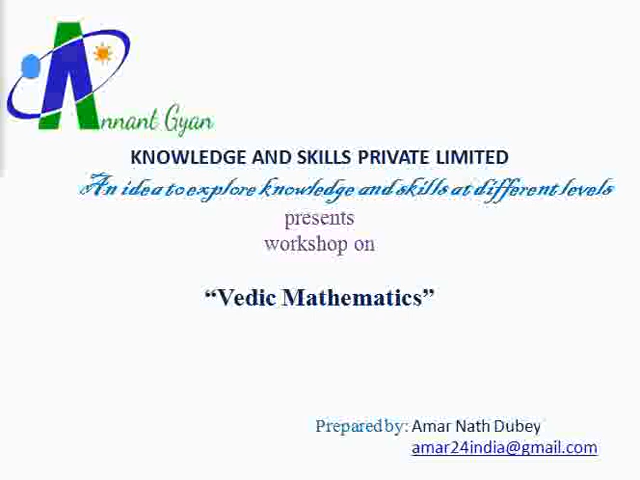 Annant Gyan
KNOWLEDGE AND SKILLS PRIVATE LIMITED
An idea to explore knowledge and skills at different levels
presents
workshop on
“Vedic Mathematics”
Prepared by: Amar Nath Dubey
amar24india@gmail.com